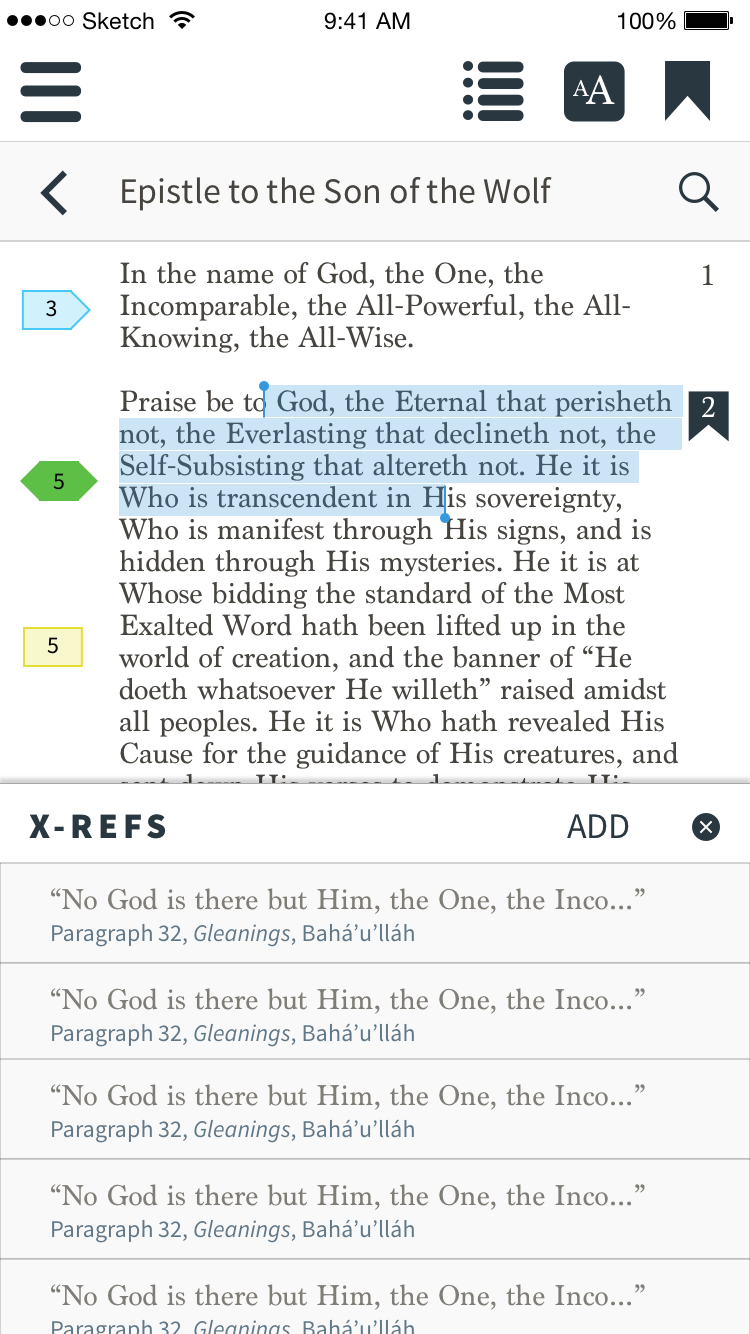 Sketch 9:41 AM 100%
AA
Epistle to the Son of the Wolf
In the name of God, the One, the 1
3 Incomparable, the All-Powerful, the All-
Knowing, the All-Wise.
Praise be to God, the Eternal that perisheth 2
not, the Everlasting that declineth not, the
Self-Subsisting that altereth not. He it is
5 Who is transcendent in His sovereignty,
Who is manifest through His signs, and is
hidden through His mysteries. He it is at
Whose bidding the standard of the Most
Exalted Word hath been lifted up in the
5 world of creation, and the banner of “He
doeth whatsoever He willeth” raised amidst
all peoples. He it is Who hath revealed His
Cause for the guidance of His creatures, and
sent down His verses to demonstrate His
X-REFS ADD
“No God is there but Him, the One, the Inco...”
Paragraph 32, Gleanings, Bahá’u’lláh
“No God is there but Him, the One, the Inco...”
Paragraph 32, Gleanings, Bahá’u’lláh
“No God is there but Him, the One, the Inco...”
Paragraph 32, Gleanings, Bahá’u’lláh
“No God is there but Him, the One, the Inco...”
Paragraph 32, Gleanings, Bahá’u’lláh
“No God is there but Him, the One, the Inco...”
Paragraph 32, Gleanings, Bahá’u’lláh